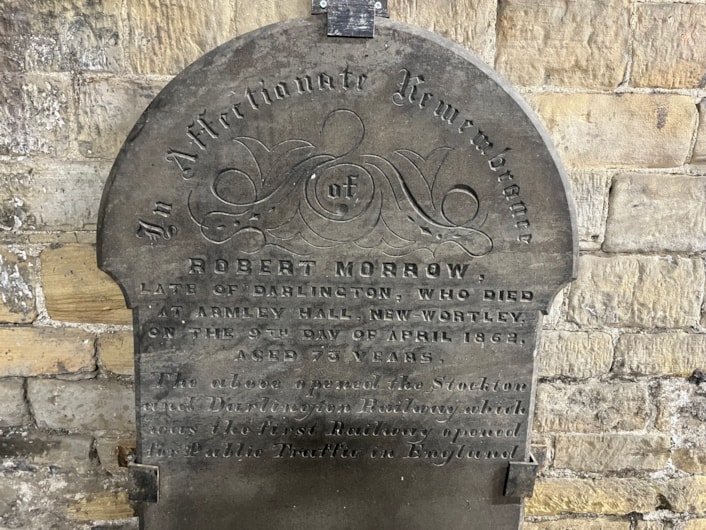 In Affectionate Remembrance
of
ROBERT MORROW,
LATE OF DARLINGTON, WHO DIED
AT ARMLEY HALL, NEW-WORTLEY,
ON THE 9TH DAY OF APRIL 1862,
AGED 73 YEARS.
The above opened the Stockton
and Darlington Railway which
was the first Railway opened
for Public Traffic in England